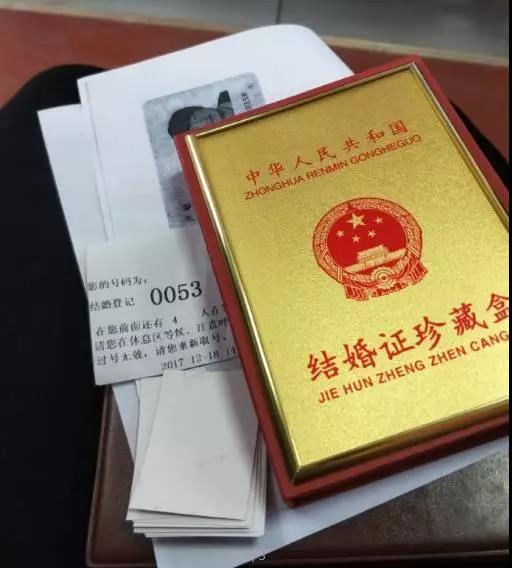 您的号码为:
结婚登记 0053
在您前面还有 4 人在
请您在休息区等候,注意呼
过号无效,请您重新取号。
2017-12-18 14
中华人民共和国
ZHONGHUA RENMIN GONGHEGUO
结婚证珍藏盒
JIE HUN ZHENG ZHEN CANG